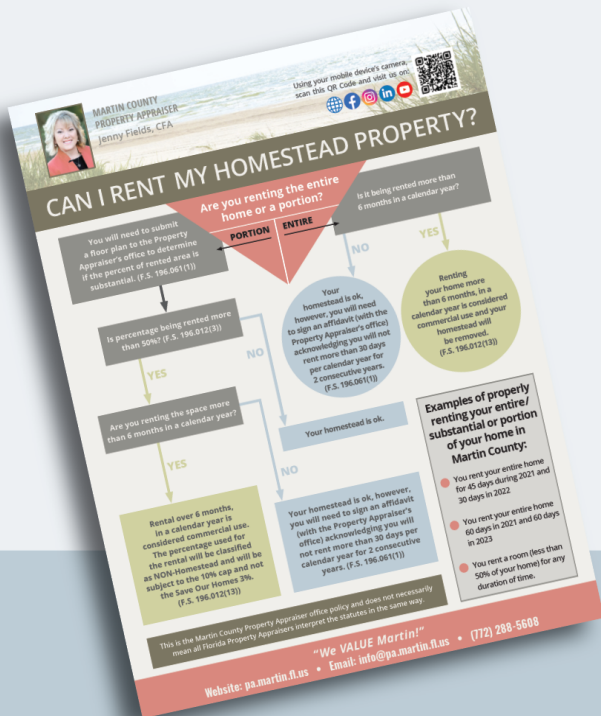 MARTIN COUNTY
PROPERTY APPRAISER
Jenny Fields, CFA
Using your mobile device's camera,
scan this QR Code and visit us on:
CAN I RENT MY HOMESTEAD PROPERTY?
Are you renting the entire
home or a portion?
PORTION
ENTIRE
You will need to submit
a floor plan to the Property
Appraiser's office to determine
if the percent of rented area is
substantial. (F.S. 196.061(1))
Is it being rented more than
6 months in a calendar year?
NO
YES
Is percentage being rented more
than 50%? (F.S. 196.012(3))
Your
homestead is ok,
however, you will need
to sign an affidavit (with the
Property Appraiser's office)
acknowledging you will not
rent more than 30 days
per calendar year for
2 consecutive years.
(F.S. 196.061(1))
Renting
your home more
than 6 months, in a
calendar year is considered
commercial use and your
homestead will
be removed.
(F.S. 196.012(13))
YES
NO
Are you renting the space more
than 6 months in a calendar year?
Your homestead is ok.
YES
NO
Rental over 6 months,
in a calendar year is
considered commercial use.
The percentage used for
the rental will be classified
as NON-Homestead and will be
subject to the 10% cap and not
the Save Our Homes 3%.
(F.S. 196.012(13))
Your homestead is ok, however,
you will need to sign an affidavit
(with the Property Appraiser's
office) acknowledging you will
not rent more than 30 days per
calendar year for 2 consecutive
years. (F.S. 196.061(1))
Examples of properly
renting your entire/
substantial or portion
of your home in
Martin County:
You rent your entire home
for 45 days during 2021 and
30 days in 2022
You rent your entire home
60 days in 2021 and 60 days
in 2023
You rent a room (less than
50% of your home) for any
duration of time.
This is the Martin County Property Appraiser office policy and does not necessarily
mean all Florida Property Appraisers interpret the statutes in the same way.
"We VALUE Martin!"
Website: pa.martin.fl.us • Email: info@pa.martin.fl.us • (772) 288-5608